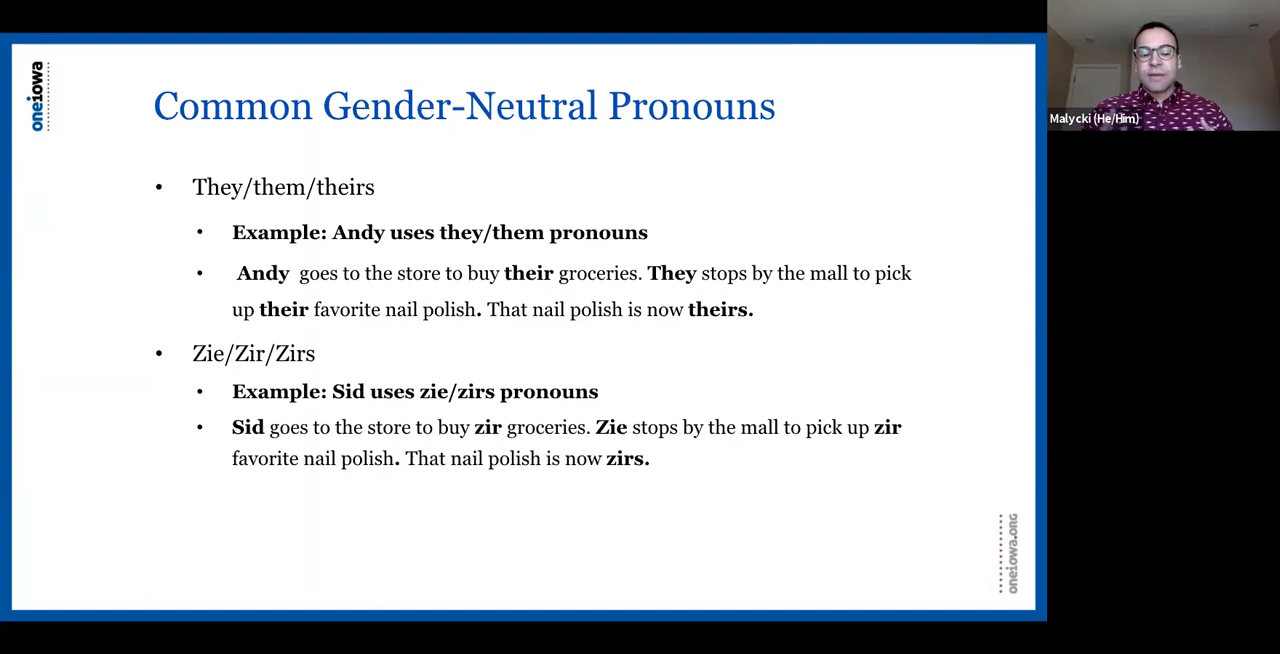 oneiowa
Common Gender-Neutral Pronouns
• They/them/theirs
• Example: Andy uses they/them pronouns
• Andy goes to the store to buy their groceries. They stops by the mall to pick
up their favorite nail polish. That nail polish is now theirs.
• Zie/Zir/Zirs
• Example: Sid uses zie/zirs pronouns
• Sid goes to the store to buy zir groceries. Zie stops by the mall to pick up zir
favorite nail polish. That nail polish is now zirs.
oneiowa.org
Malycki (He/Him)